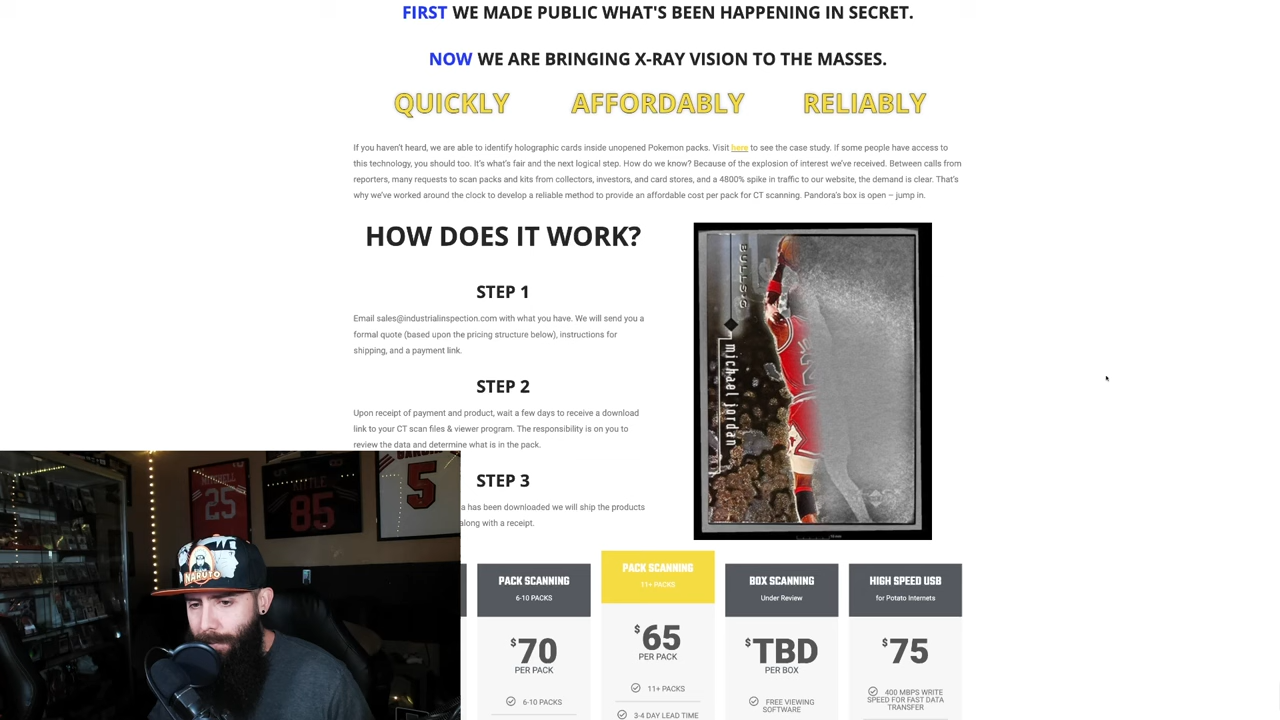 FIRST WE MADE PUBLIC WHAT'S BEEN HAPPENING IN SECRET.
NOW WE ARE BRINGING X-RAY VISION TO THE MASSES.
QUICKLY AFFORDABLY RELIABLY
If you haven't heard, we are able to identify holographic cards inside unopened Pokemon packs. Visit here to see the case study. If some people have access to
this technology, you should too. It's what's fair and the next logical step. How do we know? Because of the explosion of interest we've received. Between calls from
reporters, many requests to scan packs and kits from collectors, investors, and card stores, and a 4800% spike in traffic to our website, the demand is clear. That's
why we've worked around the clock to develop a reliable method to provide an affordable cost per pack for CT scanning. Pandora's box is open – jump in.
HOW DOES IT WORK?
STEP 1
Email sales@industrialinspection.com with what you have. We will send you a
formal quote (based upon the pricing structure below), instructions for
shipping, and a payment link.
STEP 2
Upon receipt of payment and product, wait a few days to receive a download
link to your CT scan files & viewer program. The responsibility is on you to
review the data and determine what is in the pack.
STEP 3
a has been downloaded we will ship the products
along with a receipt.
BULLS
michael jordan
PACK SCANNING
6-10 PACKS
$70
PER PACK
6-10 PACKS
PACK SCANNING
11+ PACKS
$65
PER PACK
11+ PACKS
3-4 DAY LEAD TIME
BOX SCANNING
Under Review
$TBD
PER BOX
FREE VIEWING
SOFTWARE
HIGH SPEED USB
for Potato Internets
$75
400 MBPS WRITE
SPEED FOR FAST DATA
TRANSFER
25
85
5
NARUTO